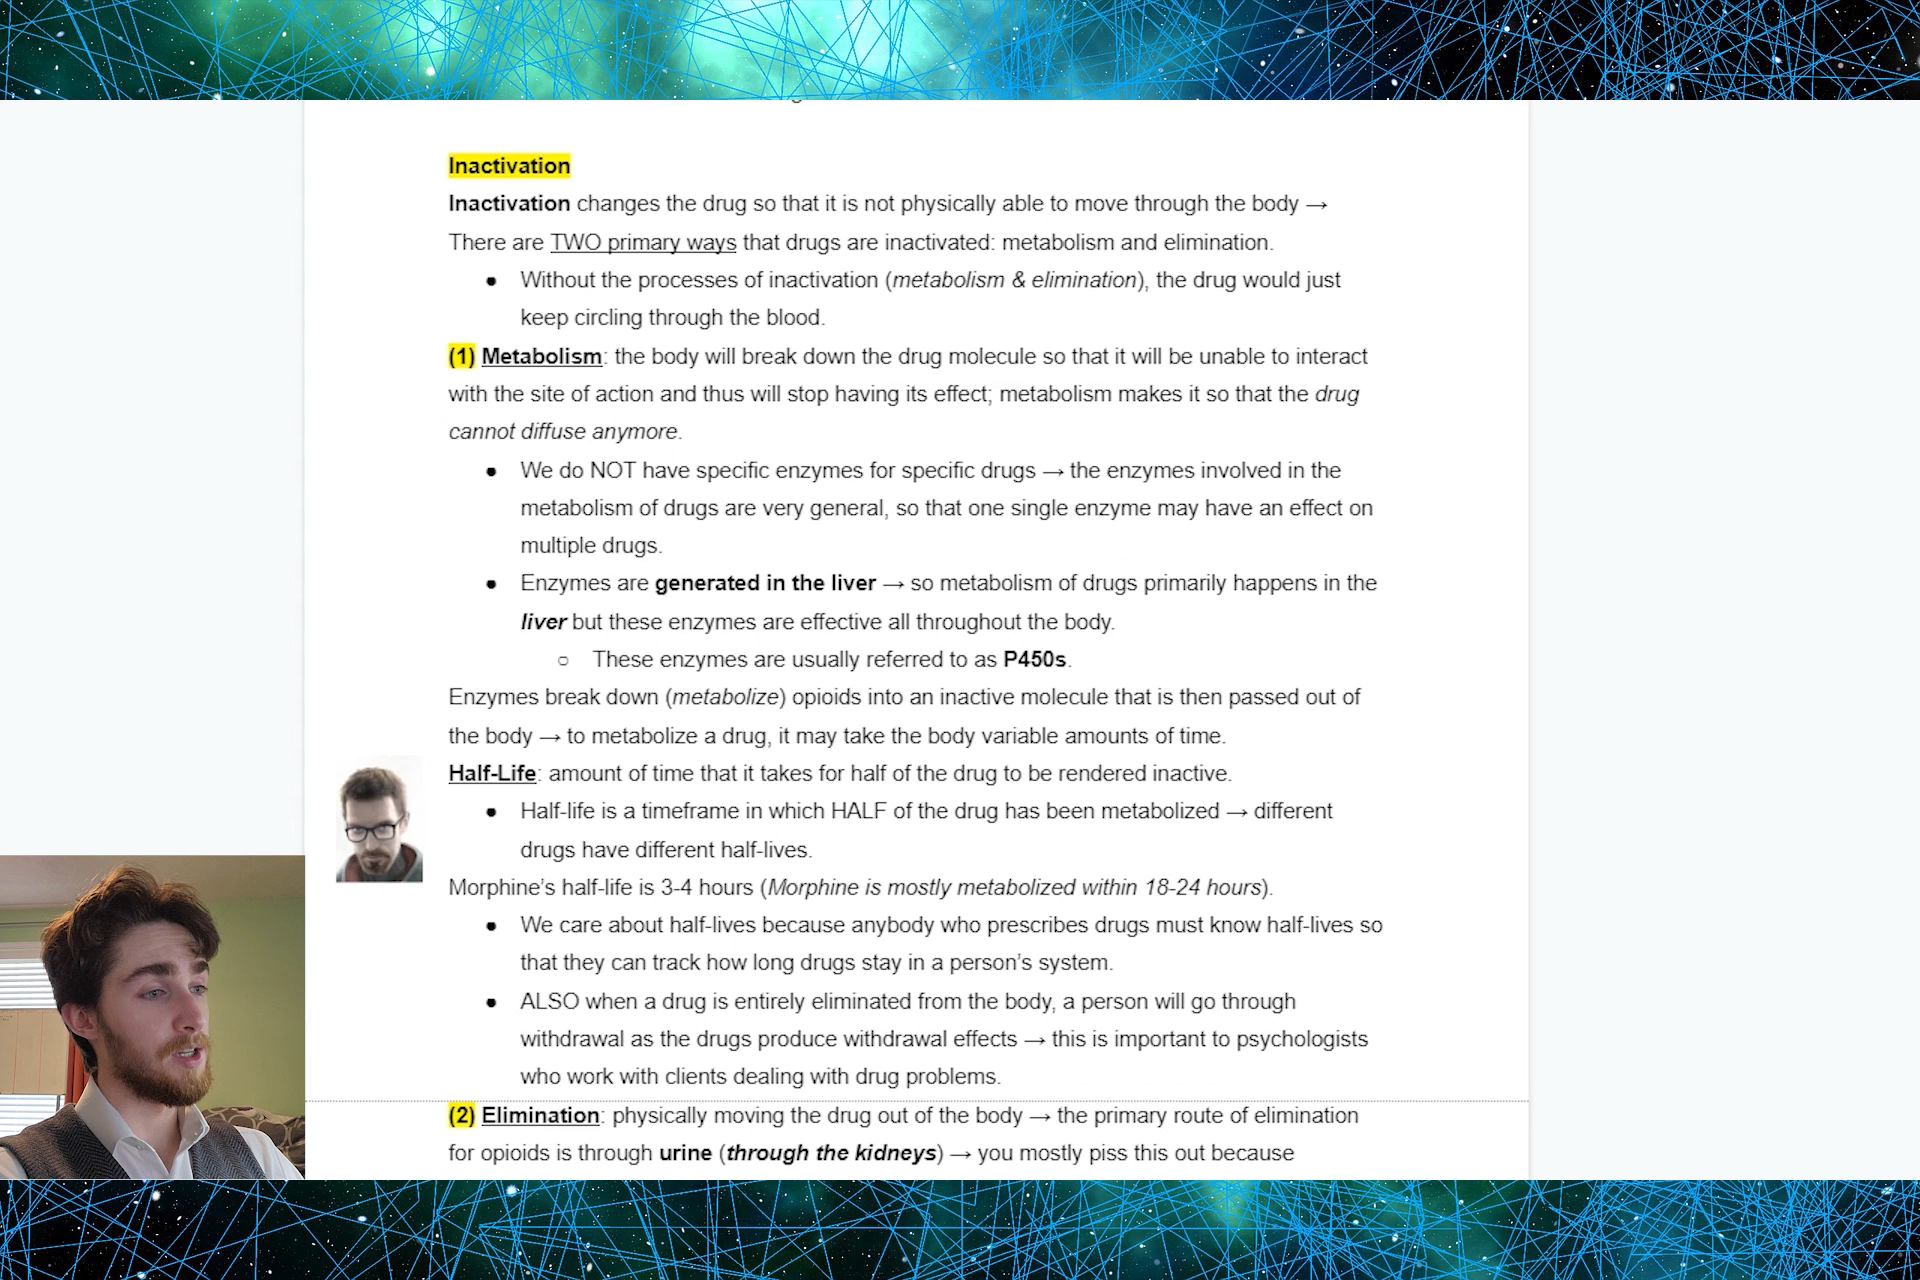 Inactivation
Inactivation changes the drug so that it is not physically able to move through the body →
There are TWO primary ways that drugs are inactivated: metabolism and elimination.
● Without the processes of inactivation (metabolism & elimination), the drug would just
keep circling through the blood.
(1) Metabolism: the body will break down the drug molecule so that it will be unable to interact
with the site of action and thus will stop having its effect; metabolism makes it so that the drug
cannot diffuse anymore.
● We do NOT have specific enzymes for specific drugs → the enzymes involved in the
metabolism of drugs are very general, so that one single enzyme may have an effect on
multiple drugs.
● Enzymes are generated in the liver → so metabolism of drugs primarily happens in the
liver but these enzymes are effective all throughout the body.
○ These enzymes are usually referred to as P450s.
Enzymes break down (metabolize) opioids into an inactive molecule that is then passed out of
the body → to metabolize a drug, it may take the body variable amounts of time.
Half-Life: amount of time that it takes for half of the drug to be rendered inactive.
● Half-life is a timeframe in which HALF of the drug has been metabolized → different
drugs have different half-lives.
Morphine's half-life is 3-4 hours (Morphine is mostly metabolized within 18-24 hours).
● We care about half-lives because anybody who prescribes drugs must know half-lives so
that they can track how long drugs stay in a person's system.
● ALSO when a drug is entirely eliminated from the body, a person will go through
withdrawal as the drugs produce withdrawal effects → this is important to psychologists
who work with clients dealing with drug problems.
(2) Elimination: physically moving the drug out of the body → the primary route of elimination
for opioids is through urine (through the kidneys) → you mostly piss this out because